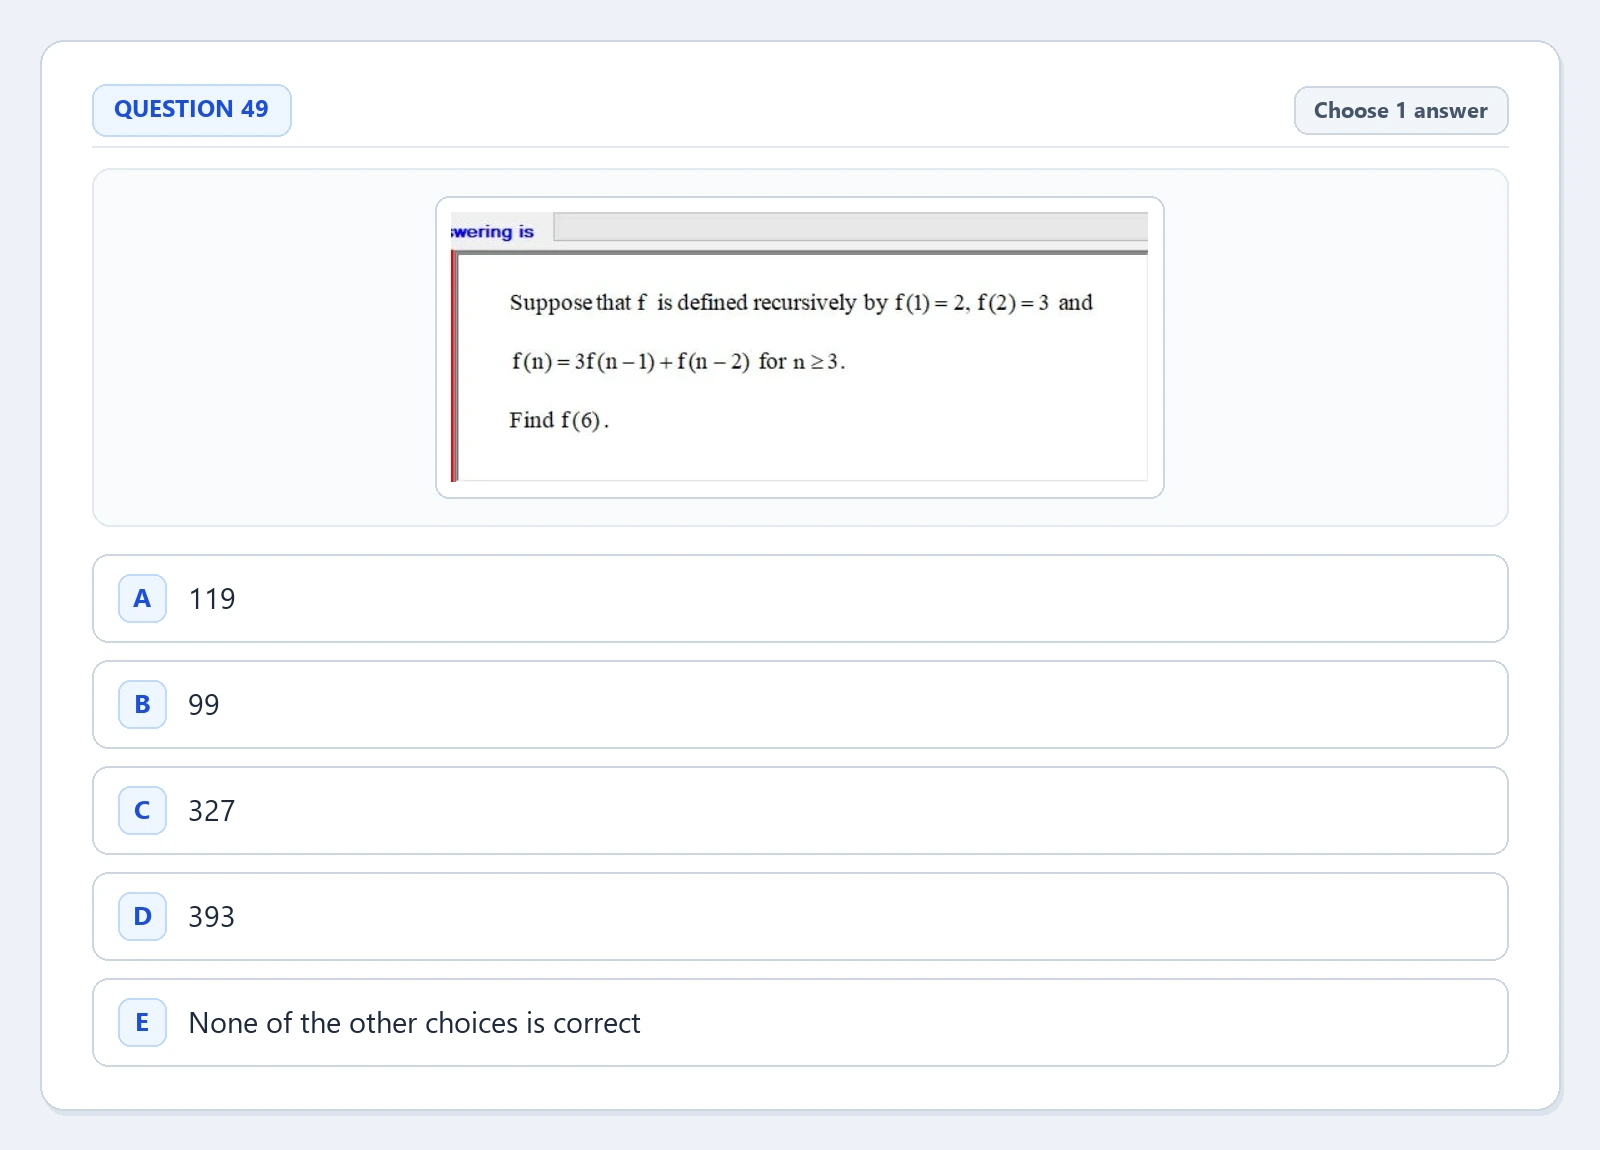 QUESTION 49
Choose 1 answer
wering is
Suppose that f is defined recursively by f(1) = 2, f(2) = 3 and
f(n) = 3f(n – 1) + f(n – 2) for n ≥ 3.
Find f(6).
A 119
B 99
C 327
D 393
E None of the other choices is correct